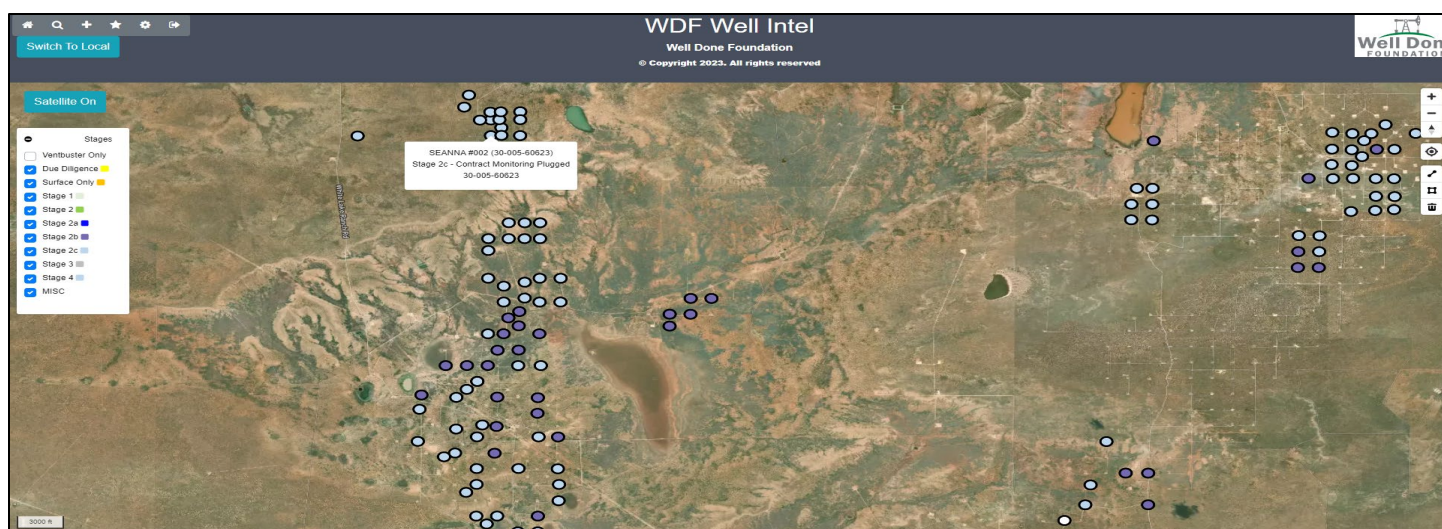 WDF Well Intel
Well Done Foundation
© Copyright 2023. All rights reserved
Switch To Local
Well Don
FOUNDATIO
Satellite On
Stages
Ventbuster Only
Due Diligence
Surface Only
Stage 1
Stage 2
Stage 2a
Stage 2b
Stage 2c
Stage 3
Stage 4
MISC
SEANNA #002 (30-005-60623)
Stage 2c - Contract Monitoring Plugged
30-005-60623
3000 ft